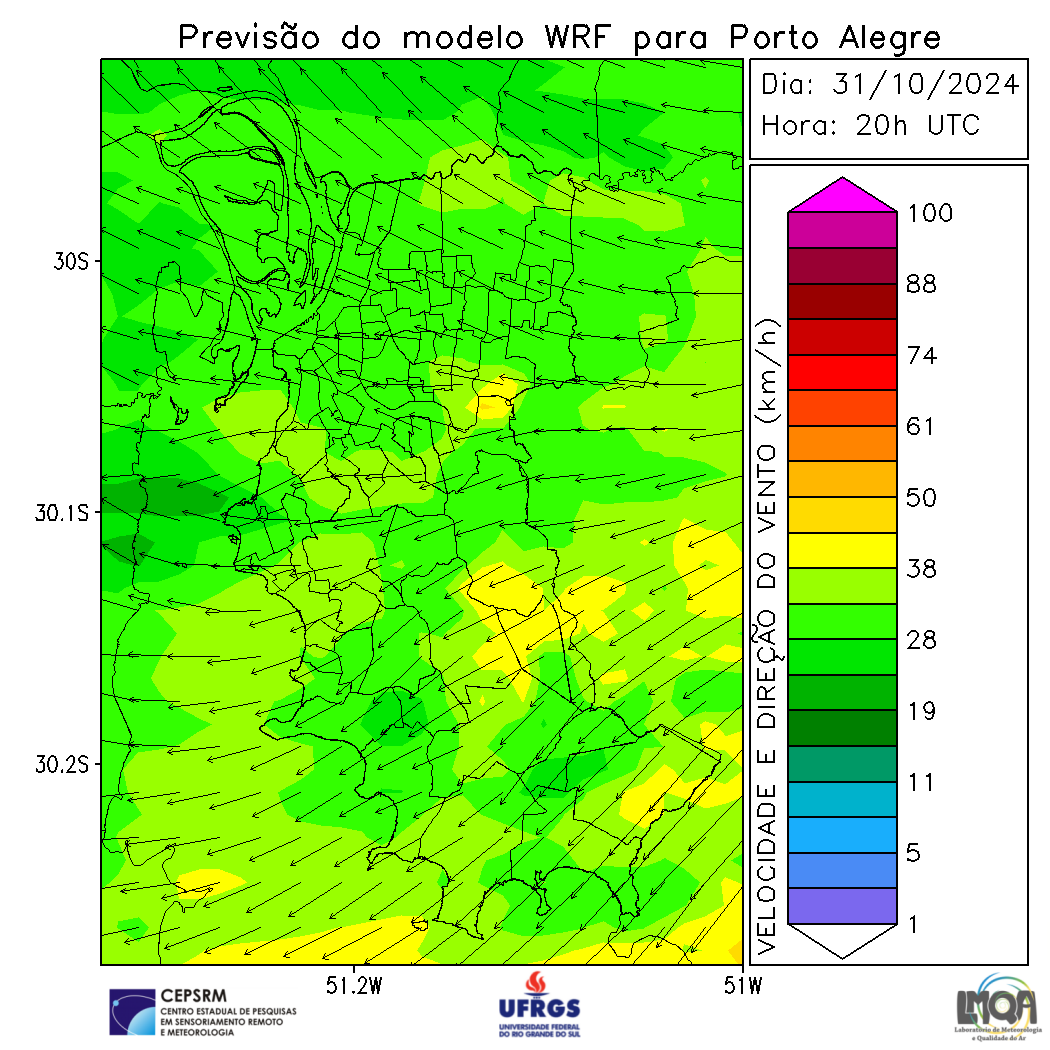 Previsão do modelo WRF para Porto Alegre
Dia: 31/10/2024
Hora: 20h UTC
30S
30.1S
30.2S
51.2W
51W
VELOCIDADE E DIREÇÃO DO VENTO (km/h)
100
88
74
61
50
38
28
19
11
5
1
CEPSRM
CENTRO ESTADUAL DE PESQUISAS
EM SENSORIAMENTO REMOTO
E METEOROLOGIA
UFRGS
UNIVERSIDADE FEDERAL
DO RIO GRANDE DO SUL
LMQA
Laboratório de Meteorologia
e Qualidade do Ar